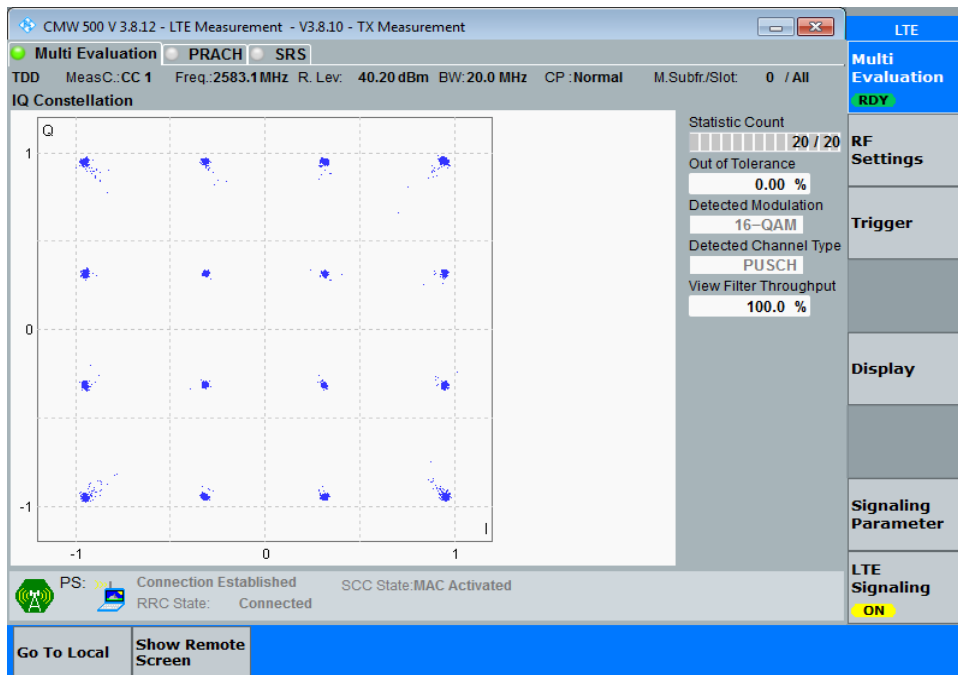 CMW 500 V 3.8.12 - LTE Measurement - V3.8.10 - TX Measurement
LTE
Multi Evaluation PRACH SRS
TDD MeasC.:CC 1 Freq.:2583.1 MHz R. Lev: 40.20 dBm BW:20.0 MHz CP :Normal M.Subfr./Slot: 0 / All
IQ Constellation
Q
1
0
-1
-1 0 1
I
Statistic Count
20 / 20
Out of Tolerance
0.00 %
Detected Modulation
16–QAM
Detected Channel Type
PUSCH
View Filter Throughput
100.0 %
Multi
Evaluation
RDY
RF
Settings
Trigger
Display
Signaling
Parameter
LTE
Signaling
ON
PS: Connection Established SCC State:MAC Activated
RRC State: Connected
Go To Local
Show Remote
Screen